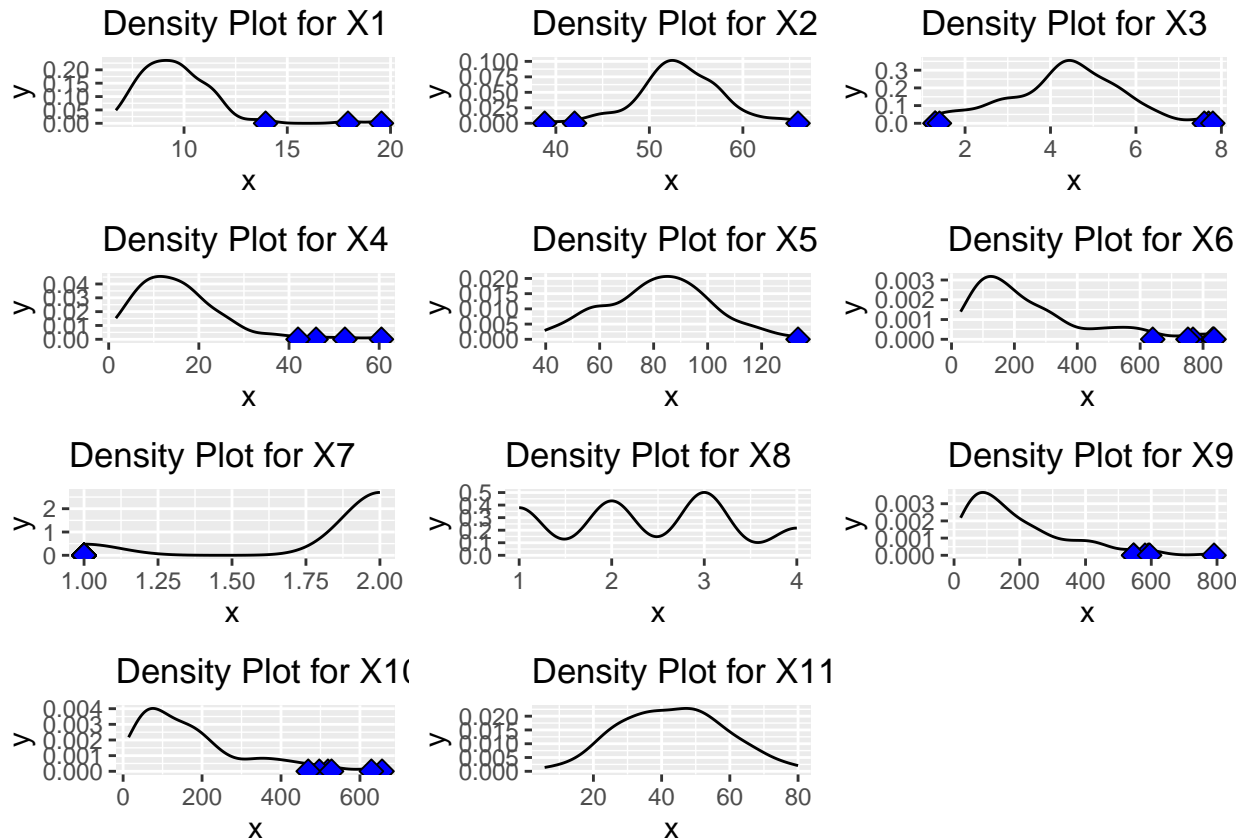 Density Plot for X1
0.20
0.15
0.10
0.05
0.00
y
10 15 20
x
Density Plot for X2
0.100
0.075
0.050
0.025
0.000
y
40 50 60
x
Density Plot for X3
0.3
0.2
0.1
0.0
y
2 4 6 8
x
Density Plot for X4
0.04
0.03
0.02
0.01
0.00
y
0 20 40 60
x
Density Plot for X5
0.020
0.015
0.010
0.005
0.000
y
40 60 80 100 120
x
Density Plot for X6
0.003
0.002
0.001
0.000
y
0 200 400 600 800
x
Density Plot for X7
2
1
0
y
1.00 1.25 1.50 1.75 2.00
x
Density Plot for X8
0.5
0.4
0.3
0.2
0.1
0.0
y
1 2 3 4
x
Density Plot for X9
0.003
0.002
0.001
0.000
y
0 200 400 600 800
x
Density Plot for X10
0.004
0.003
0.002
0.001
0.000
y
0 200 400 600
x
Density Plot for X11
0.020
0.015
0.010
0.005
0.000
y
20 40 60 80
x